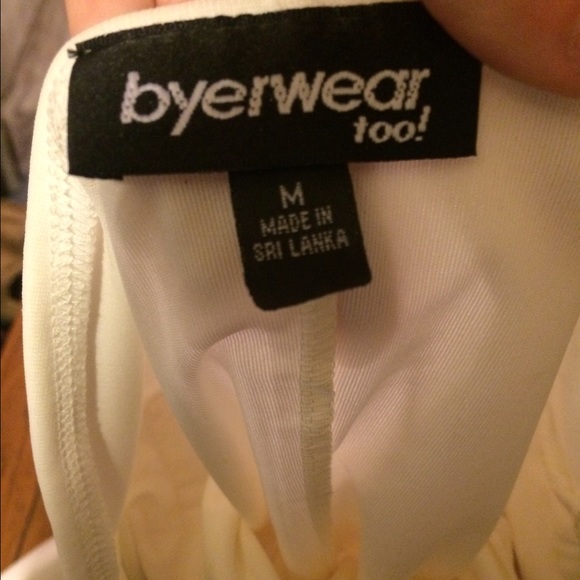 byerwear
too!
M
MADE IN
SRI LANKA